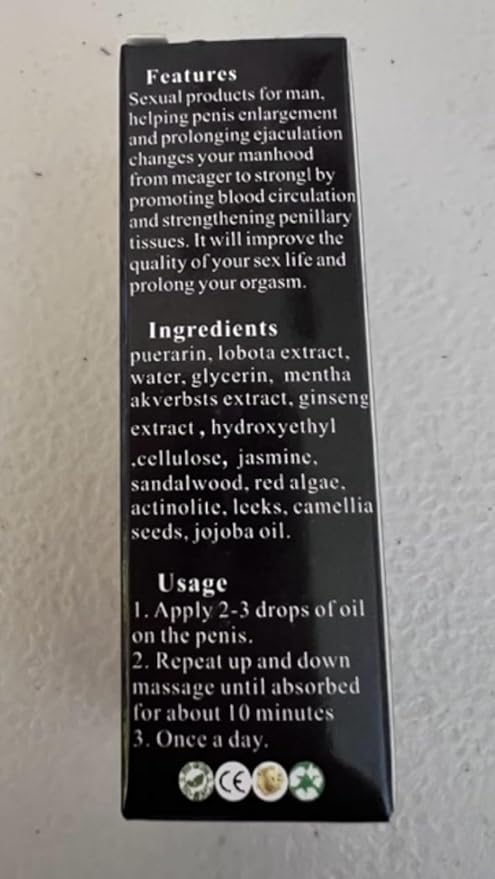 Features
Sexual products for man,
helping penis enlargement
and prolonging ejaculation
changes your manhood
from meager to strongl by
promoting blood circulation
and strengthening penillary
tissues. It will improve the
quality of your sex life and
prolong your orgasm.
Ingredients
puerarin, lobota extract,
water, glycerin, mentha
akverbsts extract, ginseng
extract , hydroxyethyl
.cellulose, jasmine,
sandalwood, red algae,
actinolite, leeks, camellia
seeds, jojoba oil.
Usage
1. Apply 2-3 drops of oil
on the penis.
2. Repeat up and down
massage until absorbed
for about 10 minutes
3. Once a day.
CE